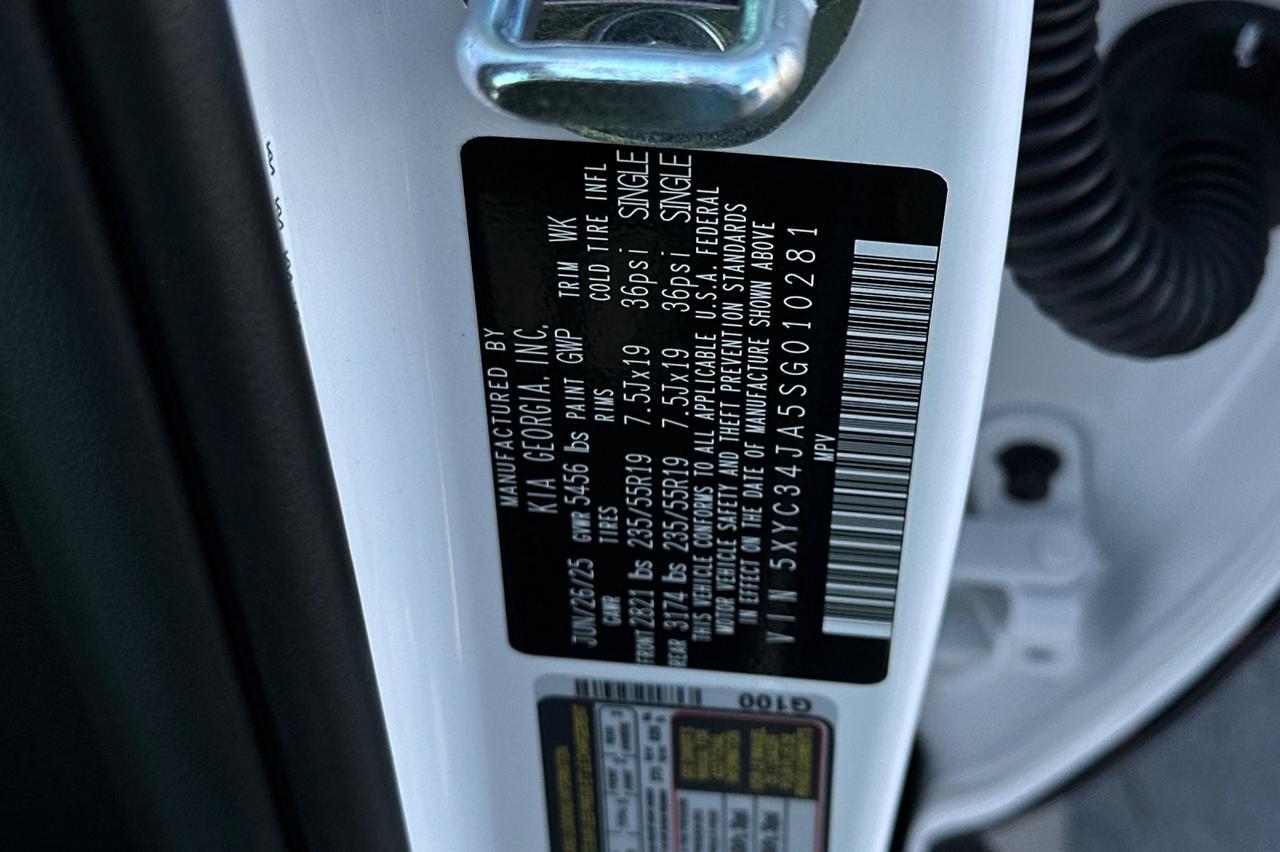 MANUFACTURED BY
KIA GEORGIA, INC.
JUN/26/25 GVWR 5456 lbs PAINT GWP TRIM WK
GAWR TIRES RIMS COLD TIRE INFL
FRONT 2821 lbs 235/55R19 7.5Jx19 36psi SINGLE
REAR 3174 lbs 235/55R19 7.5Jx19 36psi SINGLE
THIS VEHICLE CONFORMS TO ALL APPLICABLE U.S.A. FEDERAL
MOTOR VEHICLE SAFETY AND THEFT PREVENTION STANDARDS
IN EFFECT ON THE DATE OF MANUFACTURE SHOWN ABOVE
VIN 5XYC34JA5SG010281
MPV
G100